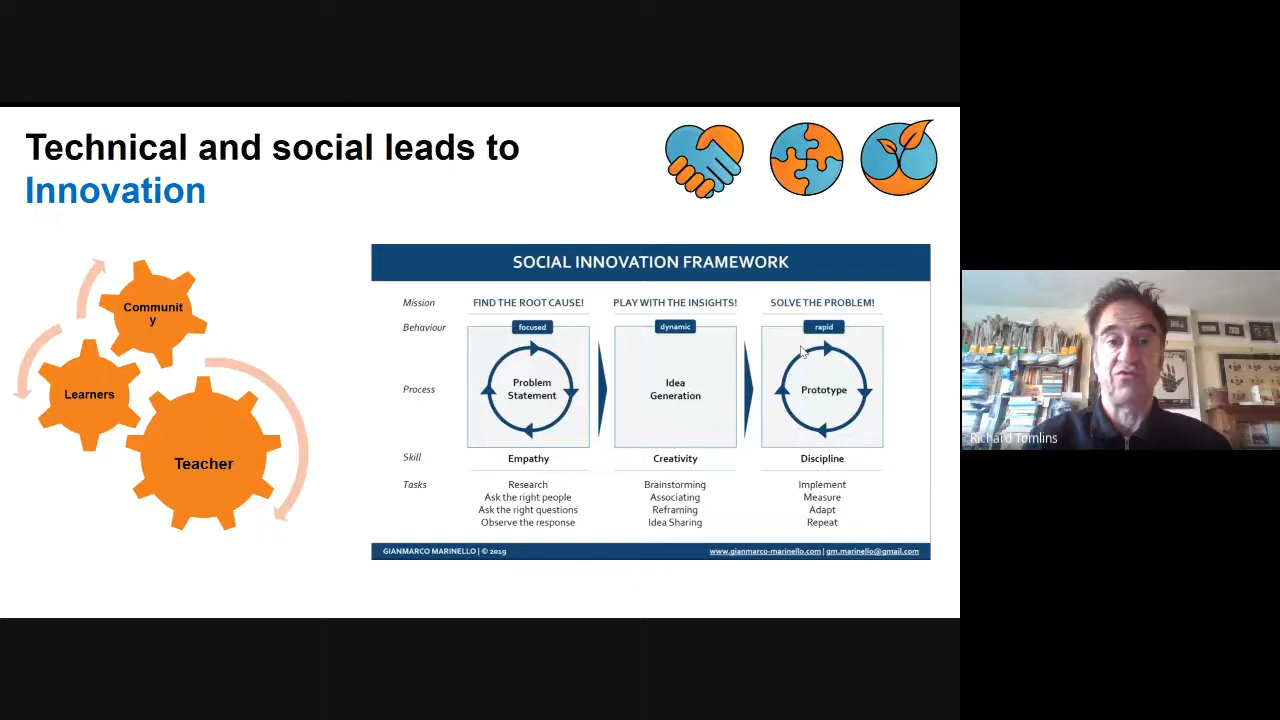 Technical and social leads to
Innovation
Communit
y
Learners
Teacher
SOCIAL INNOVATION FRAMEWORK
Mission FIND THE ROOT CAUSE! PLAY WITH THE INSIGHTS! SOLVE THE PROBLEM!
Behaviour focused dynamic rapid
Process Problem Statement Idea Generation Prototype
Skill Empathy Creativity Discipline
Tasks Research Brainstorming Implement
Ask the right people Associating Measure
Ask the right questions Reframing Adapt
Observe the response Idea Sharing Repeat
GIANMARCO MARINELLO | © 2019 www.gianmarco-marinello.com | gm.marinello@gmail.com
Richard Tomlins